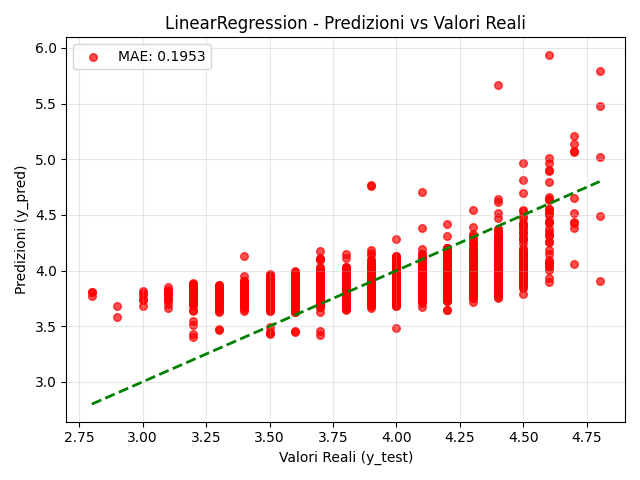 LinearRegression - Predizioni vs Valori Reali
MAE: 0.1953
6.0
5.5
5.0
4.5
4.0
3.5
3.0
Predizioni (y_pred)
2.75 3.00 3.25 3.50 3.75 4.00 4.25 4.50 4.75
Valori Reali (y_test)